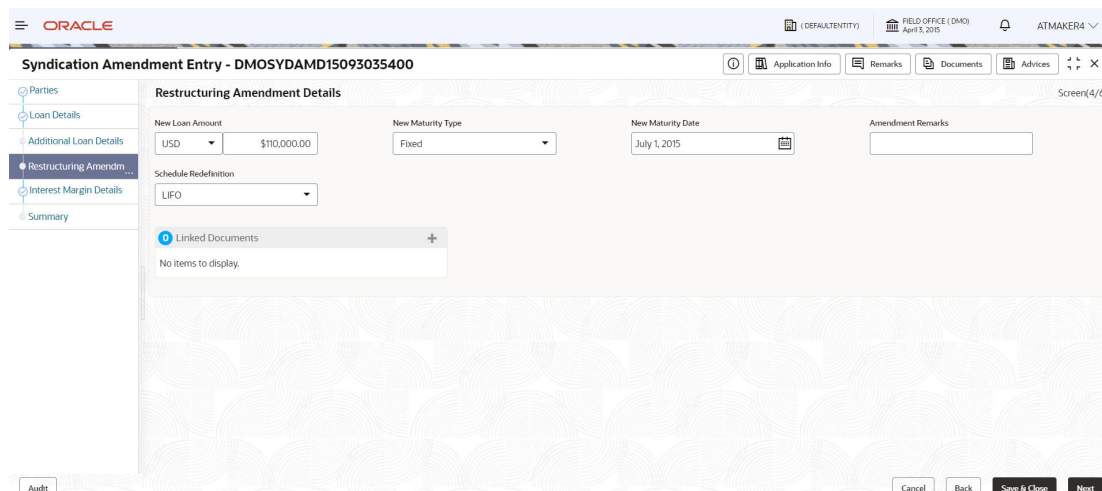 ORACLE
( DEFAULTENTITY)
FIELD OFFICE ( DMO)
April 3, 2015
ATMAKER4
Syndication Amendment Entry - DMOSYDAMD15093035400
Application Info
Remarks
Documents
Advices
Parties
Loan Details
Additional Loan Details
Restructuring Amendm...
Interest Margin Details
Summary
Restructuring Amendment Details
Screen(4/6
New Loan Amount
New Maturity Type
New Maturity Date
Amendment Remarks
USD
$110,000.00
Fixed
July 1, 2015
Schedule Redefinition
LIFO
0 Linked Documents
No items to display.
Audit
Cancel
Back
Save & Close
Next